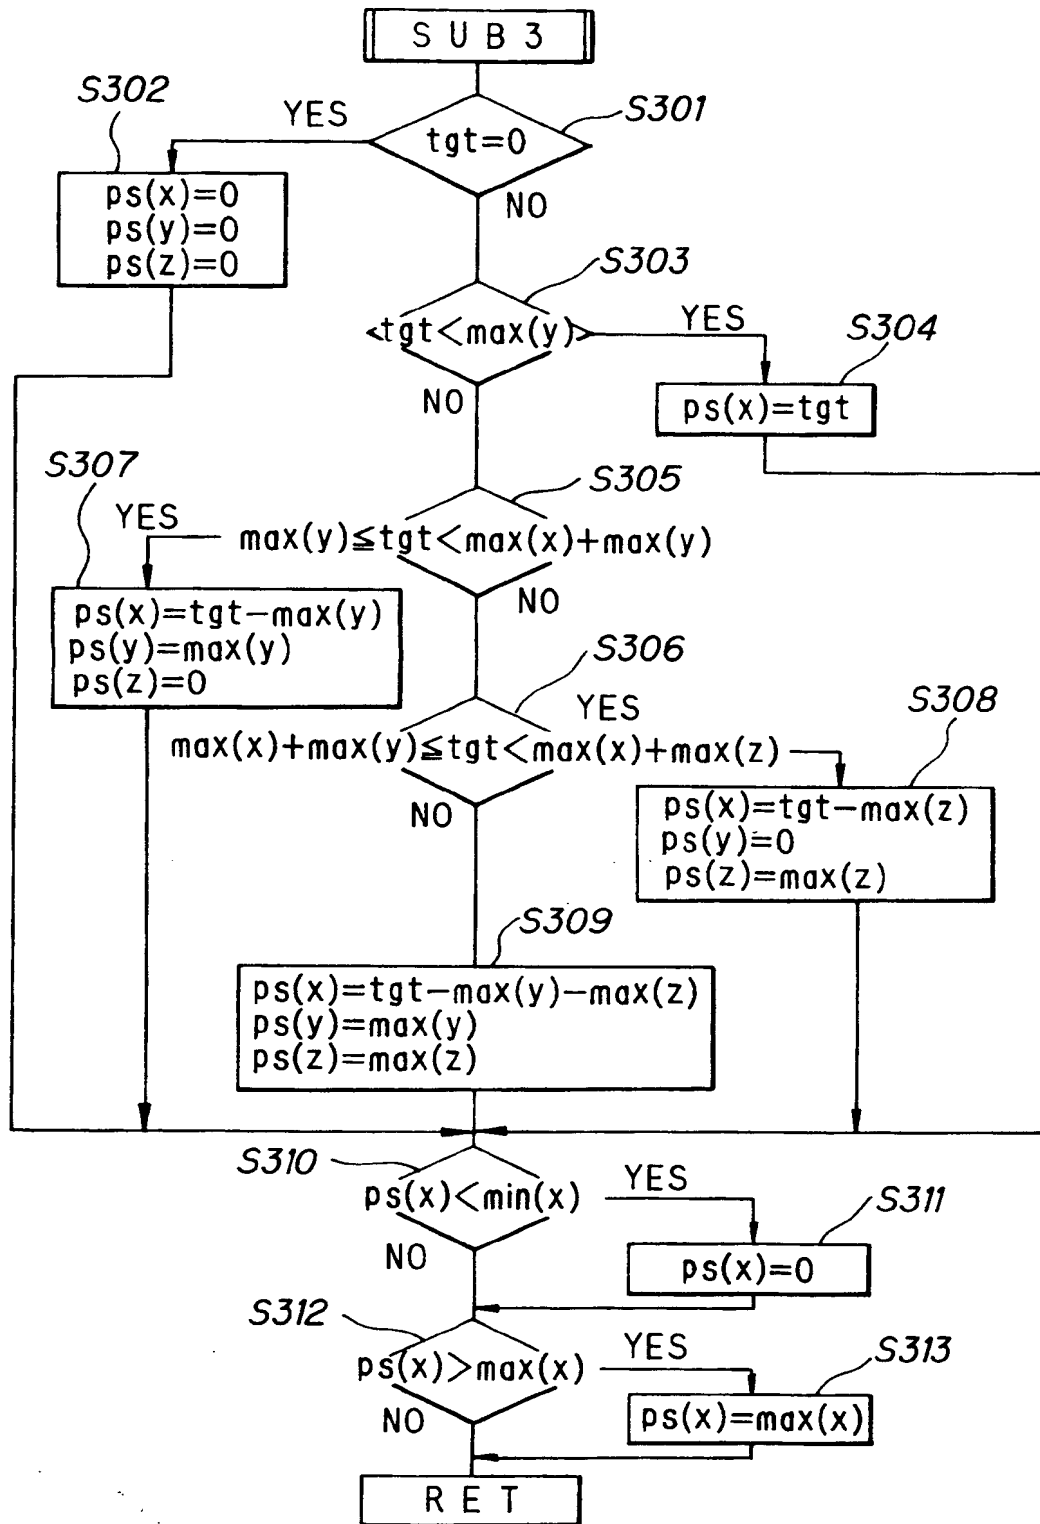 SUB3
S302
YES
S301
tgt=0
ps(x)=0
ps(y)=0
ps(z)=0
NO
S303
tgt<max(y)
YES
S304
NO
ps(x)=tgt
S307
S305
YES
max(y)≦tgt<max(x)+max(y)
NO
ps(x)=tgt-max(y)
ps(y)=max(y)
ps(z)=0
S306
YES
S308
max(x)+max(y)≦tgt<max(x)+max(z)
NO
ps(x)=tgt-max(z)
ps(y)=0
ps(z)=max(z)
S309
ps(x)=tgt-max(y)-max(z)
ps(y)=max(y)
ps(z)=max(z)
S310
ps(x)<min(x)
YES
S311
NO
ps(x)=0
S312
ps(x)>max(x)
YES
S313
NO
ps(x)=max(x)
RET